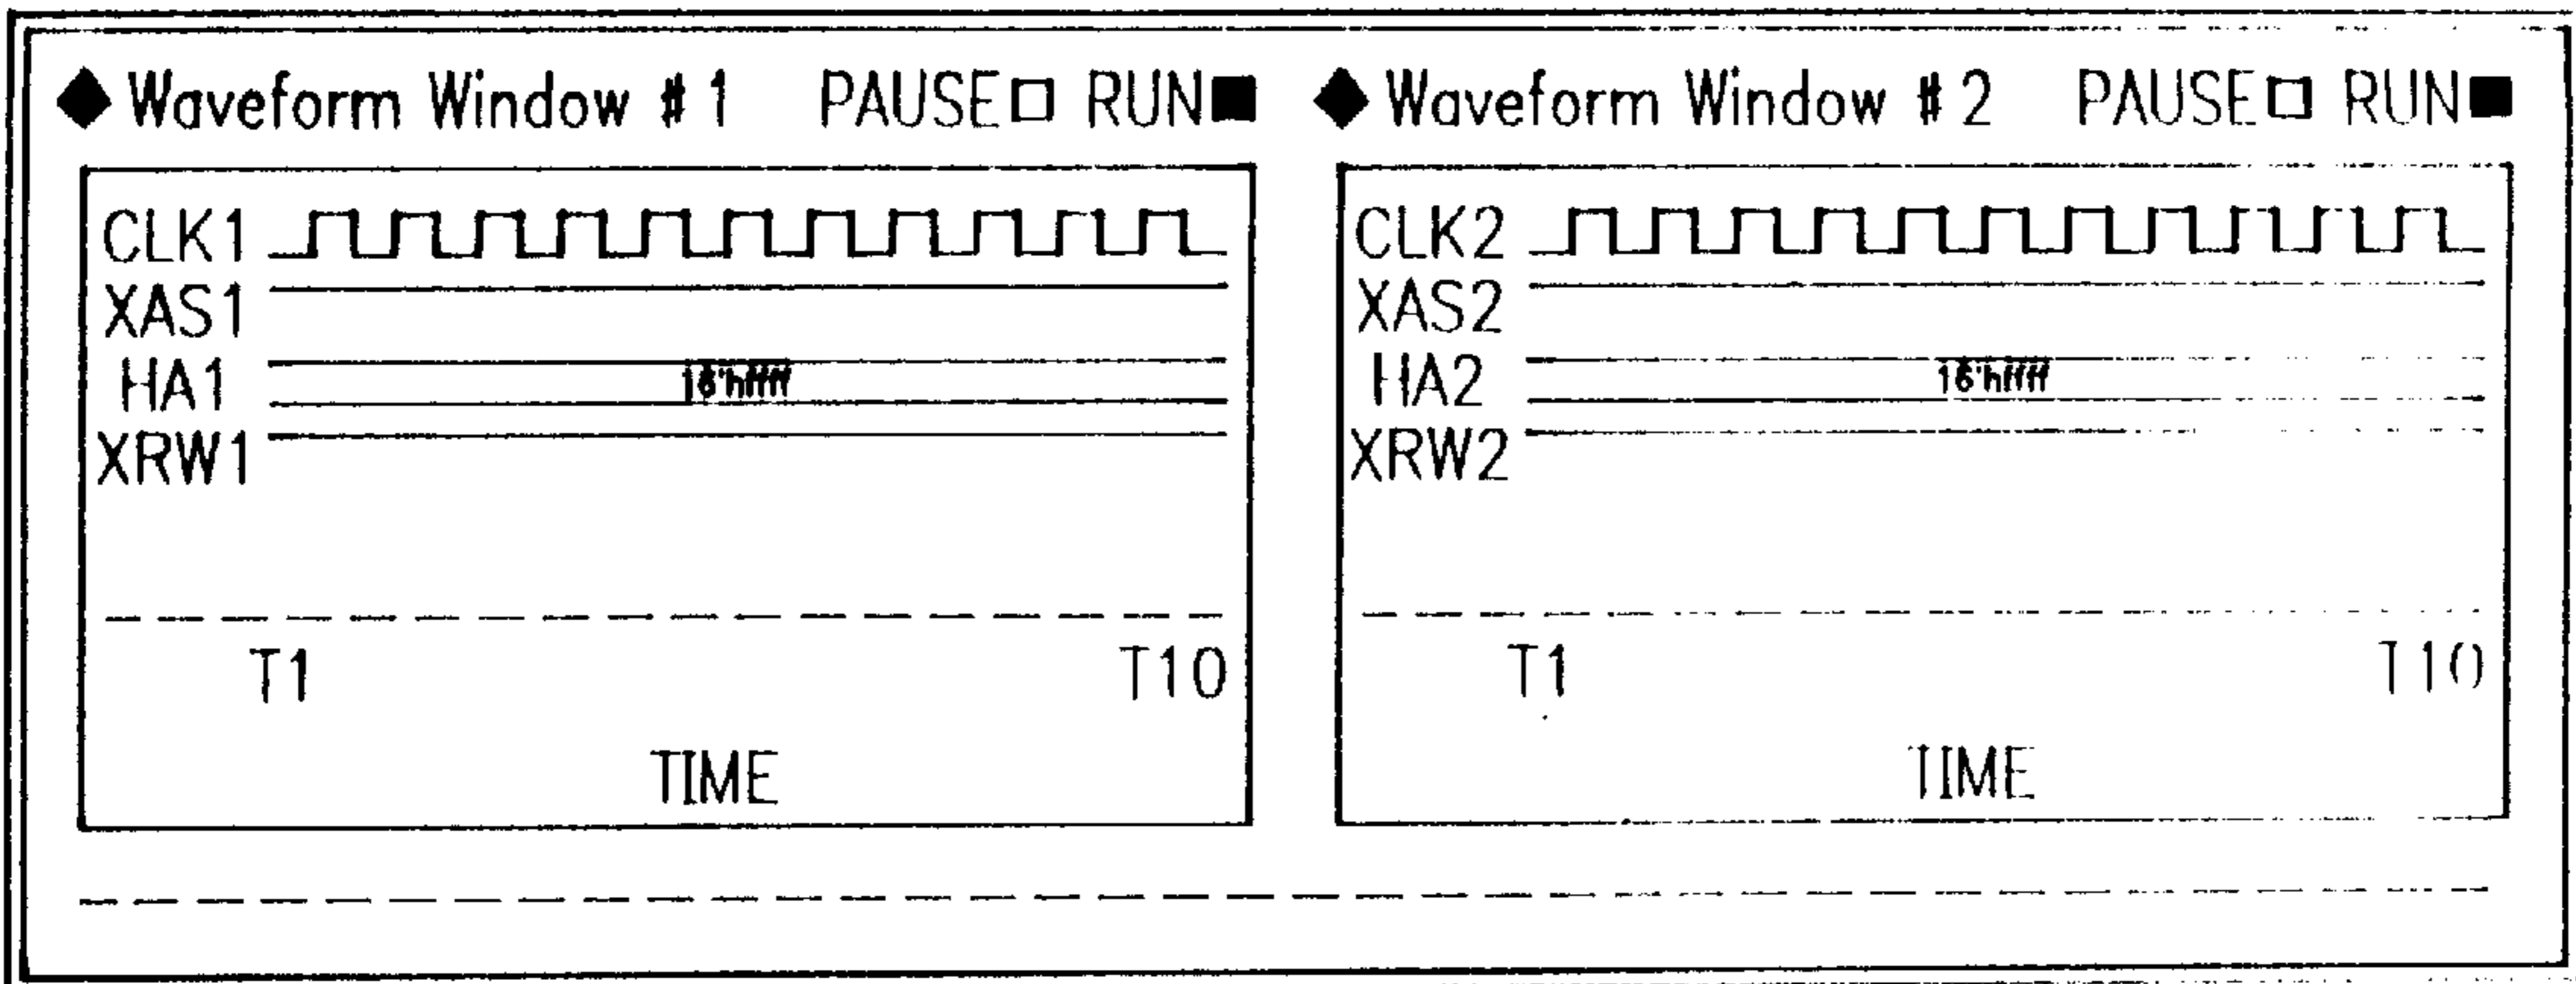 ◆ Waveform Window # 1 PAUSE□ RUN■
CLK1
XAS1
HA1 16'hffff
XRW1
T1 T10
TIME
◆ Waveform Window # 2 PAUSE□ RUN■
CLK2
XAS2
HA2 16'hffff
XRW2
T1 T10
TIME